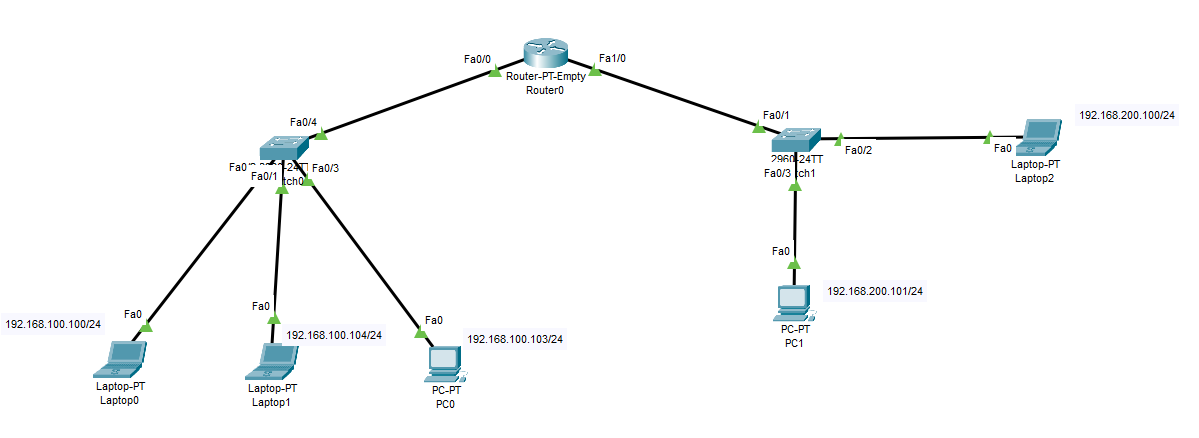 Fa0/0
Fa1/0
Router-PT-Empty
Router0
Fa0/4
Fa0/1
192.168.200.100/24
Fa0/2
Fa0
2960-24TT
Laptop-PT
Laptop2
Fa0/3
-24TT
Fa0/1
tch0
Fa0/3
tch1
Fa0
192.168.200.101/24
PC-PT
PC1
Fa0
192.168.100.100/24
Fa0
192.168.100.104/24
Fa0
192.168.100.103/24
Laptop-PT
Laptop0
Laptop-PT
Laptop1
PC-PT
PC0